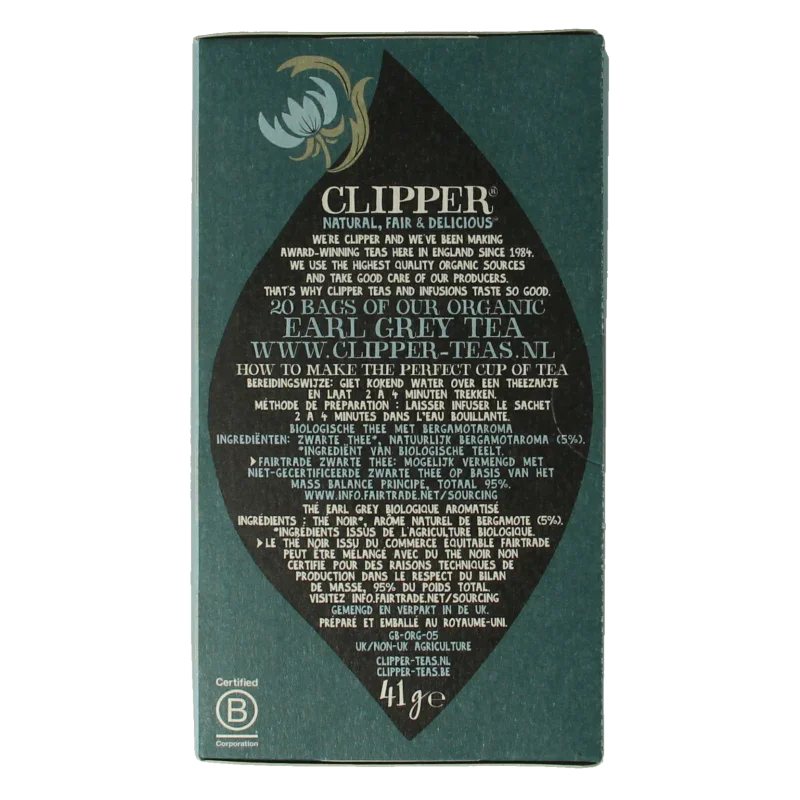 CLIPPER®
NATURAL, FAIR & DELICIOUS™
WE'RE CLIPPER AND WE'VE BEEN MAKING
AWARD-WINNING TEAS HERE IN ENGLAND SINCE 1984.
WE USE THE HIGHEST QUALITY ORGANIC SOURCES
AND TAKE GOOD CARE OF OUR PRODUCERS.
THAT'S WHY CLIPPER TEAS AND INFUSIONS TASTE SO GOOD.
20 BAGS OF OUR ORGANIC
EARL GREY TEA
WWW.CLIPPER-TEAS.NL
HOW TO MAKE THE PERFECT CUP OF TEA
BEREIDINGSWIJZE: GIET KOKEND WATER OVER EEN THEEZAKJE
EN LAAT 2 À 4 MINUTEN TREKKEN.
MÉTHODE DE PRÉPARATION : LAISSER INFUSER LE SACHET
2 À 4 MINUTES DANS L'EAU BOUILLANTE.
BIOLOGISCHE THEE MET BERGAMOTAROMA
INGREDIËNTEN: ZWARTE THEE*, NATUURLIJK BERGAMOTAROMA (5%).
*INGREDIËNT VAN BIOLOGISCHE TEELT.
➤FAIRTRADE ZWARTE THEE: MOGELIJK VERMENGD MET
NIET-GECERTIFICEERDE ZWARTE THEE OP BASIS VAN HET
MASS BALANCE PRINCIPE, TOTAAL 95%.
WWW.INFO.FAIRTRADE.NET/SOURCING
THÉ EARL GREY BIOLOGIQUE AROMATISÉ
INGRÉDIENTS : THÉ NOIR*, ARÔME NATUREL DE BERGAMOTE (5%).
*INGRÉDIENTS ISSUS DE L'AGRICULTURE BIOLOGIQUE.
➤LE THÉ NOIR ISSU DU COMMERCE ÉQUITABLE FAIRTRADE
PEUT ÊTRE MÉLANGÉ AVEC DU THÉ NOIR NON
CERTIFIÉ POUR DES RAISONS TECHNIQUES DE
PRODUCTION DANS LE RESPECT DU BILAN
DE MASSE, 95% DU POIDS TOTAL.
VISITEZ INFO.FAIRTRADE.NET/SOURCING
GEMENGD EN VERPAKT IN DE UK.
PRÉPARÉ ET EMBALLÉ AU ROYAUME-UNI.
GB-ORG-05
UK/NON-UK AGRICULTURE
CLIPPER-TEAS.NL
CLIPPER-TEAS.BE
41g℮
Certified
B
Corporation